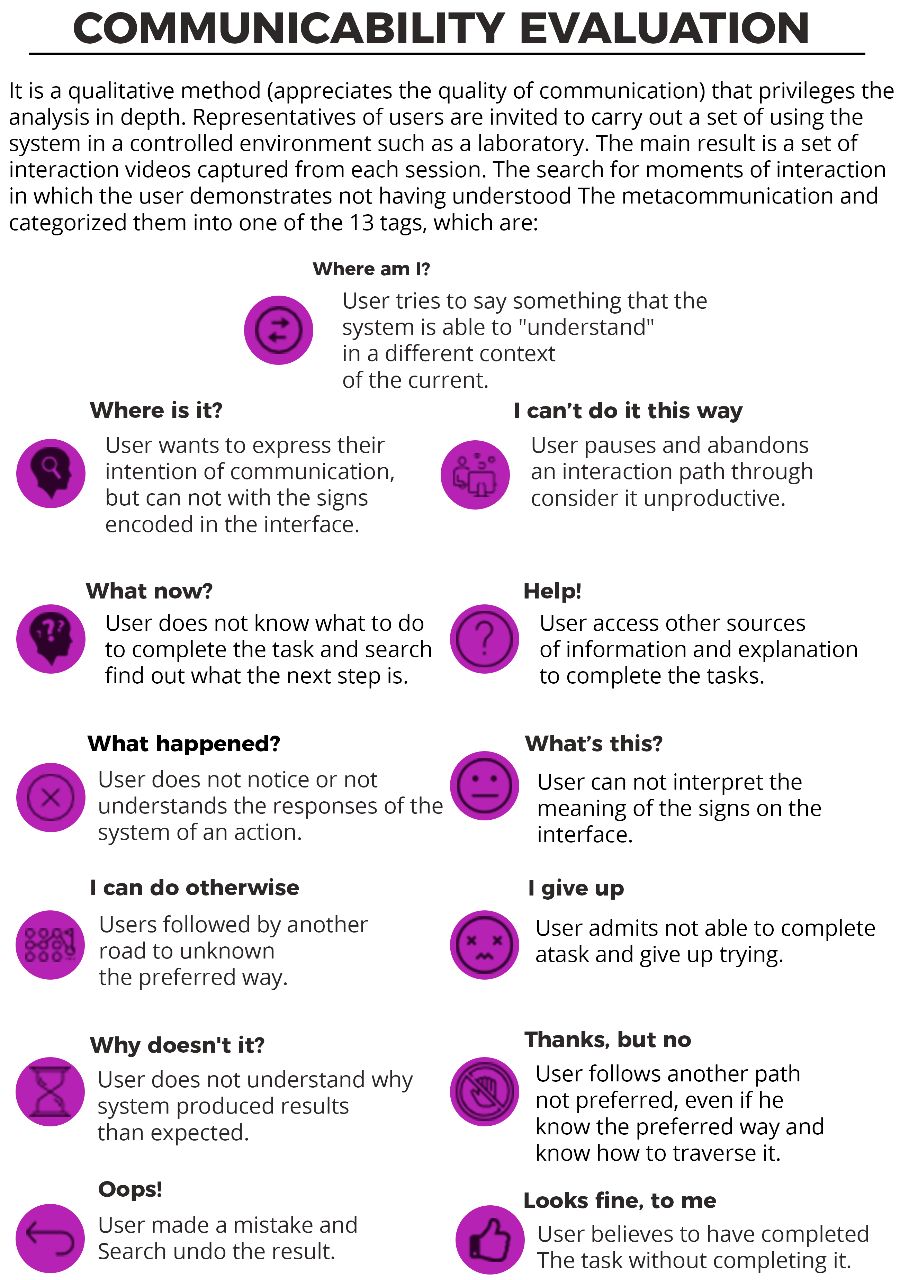 COMMUNICABILITY EVALUATION
It is a qualitative method (appreciates the quality of communication) that privileges the
analysis in depth. Representatives of users are invited to carry out a set of using the
system in a controlled environment such as a laboratory. The main result is a set of
interaction videos captured from each session. The search for moments of interaction
in which the user demonstrates not having understood The metacommunication and
categorized them into one of the 13 tags, which are:
Where am I?
User tries to say something that the
system is able to "understand"
in a different context
of the current.
Where is it?
User wants to express their
intention of communication,
but can not with the signs
encoded in the interface.
I can’t do it this way
User pauses and abandons
an interaction path through
consider it unproductive.
What now?
User does not know what to do
to complete the task and search
find out what the next step is.
Help!
User access other sources
of information and explanation
to complete the tasks.
What happened?
User does not notice or not
understands the responses of the
system of an action.
What’s this?
User can not interpret the
meaning of the signs on the
interface.
I can do otherwise
Users followed by another
road to unknown
the preferred way.
I give up
User admits not able to complete
atask and give up trying.
Why doesn't it?
User does not understand why
system produced results
than expected.
Thanks, but no
User follows another path
not preferred, even if he
know the preferred way and
know how to traverse it.
Oops!
User made a mistake and
Search undo the result.
Looks fine, to me
User believes to have completed
The task without completing it.